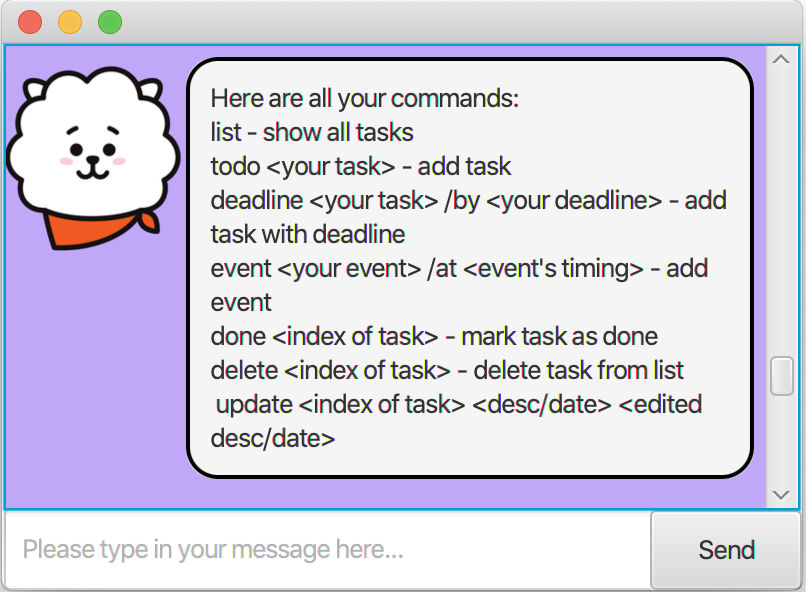 Here are all your commands:
list - show all tasks
todo <your task> - add task
deadline <your task> /by <your deadline> - add
task with deadline
event <your event> /at <event's timing> - add
event
done <index of task> - mark task as done
delete <index of task> - delete task from list
update <index of task> <desc/date> <edited
desc/date>
Please type in your message here...
Send